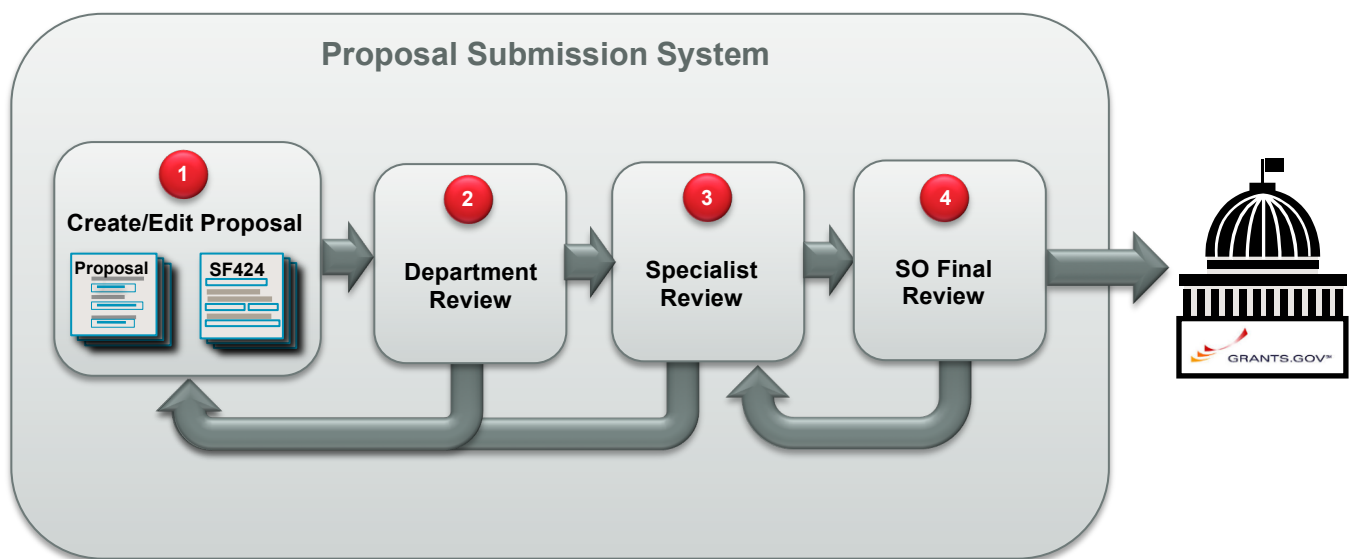 Proposal Submission System
1
Create/Edit Proposal
Proposal
SF424
2
Department
Review
3
Specialist
Review
4
SO Final
Review
GRANTS.GOV℠